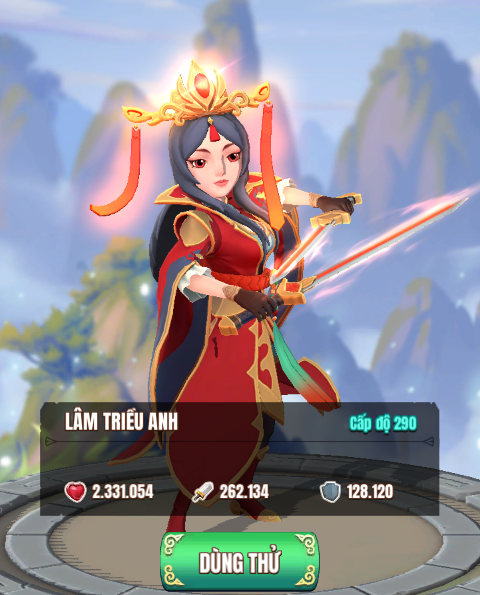 LÂM TRIỀU ANH
Cấp độ 290
2.331.054 262.134 128.120
DÙNG THỬ